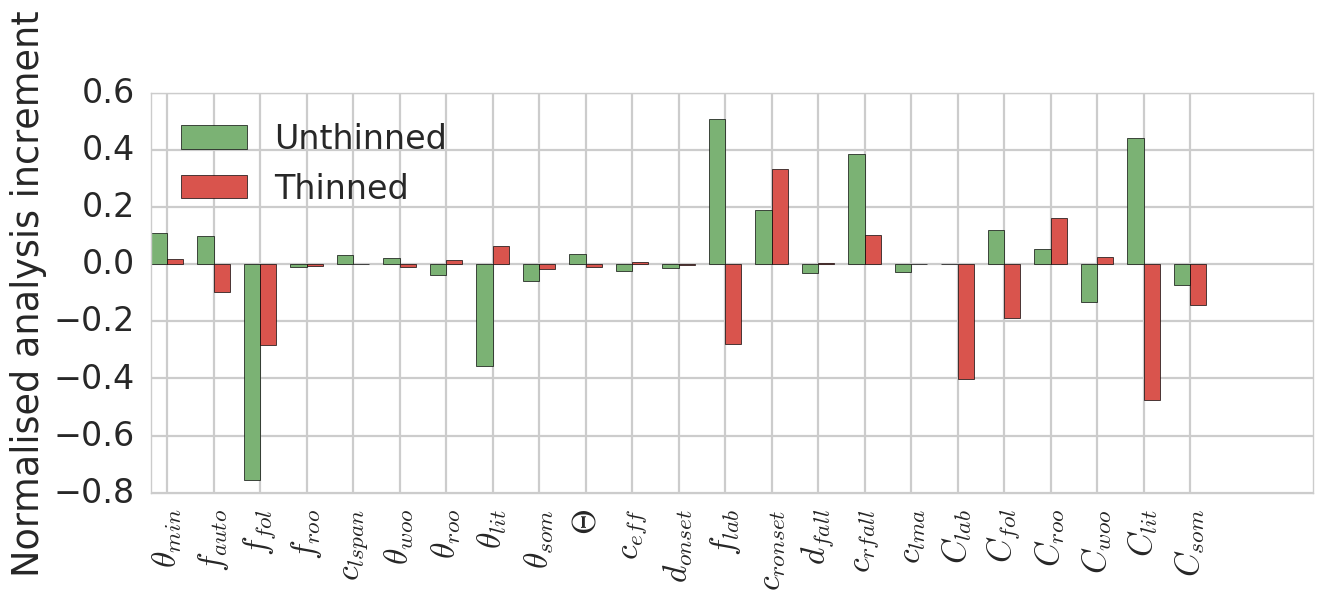 Normalised analysis increment
0.6
0.4
0.2
0.0
−0.2
−0.4
−0.6
−0.8
Unthinned
Thinned
θmin
fauto
ffol
froo
clspan
θwoo
θroo
θlit
θsom
Θ
ceff
donset
flab
cronset
dfall
crfall
clma
Clab
Cfol
Croo
Cwoo
Clit
Csom